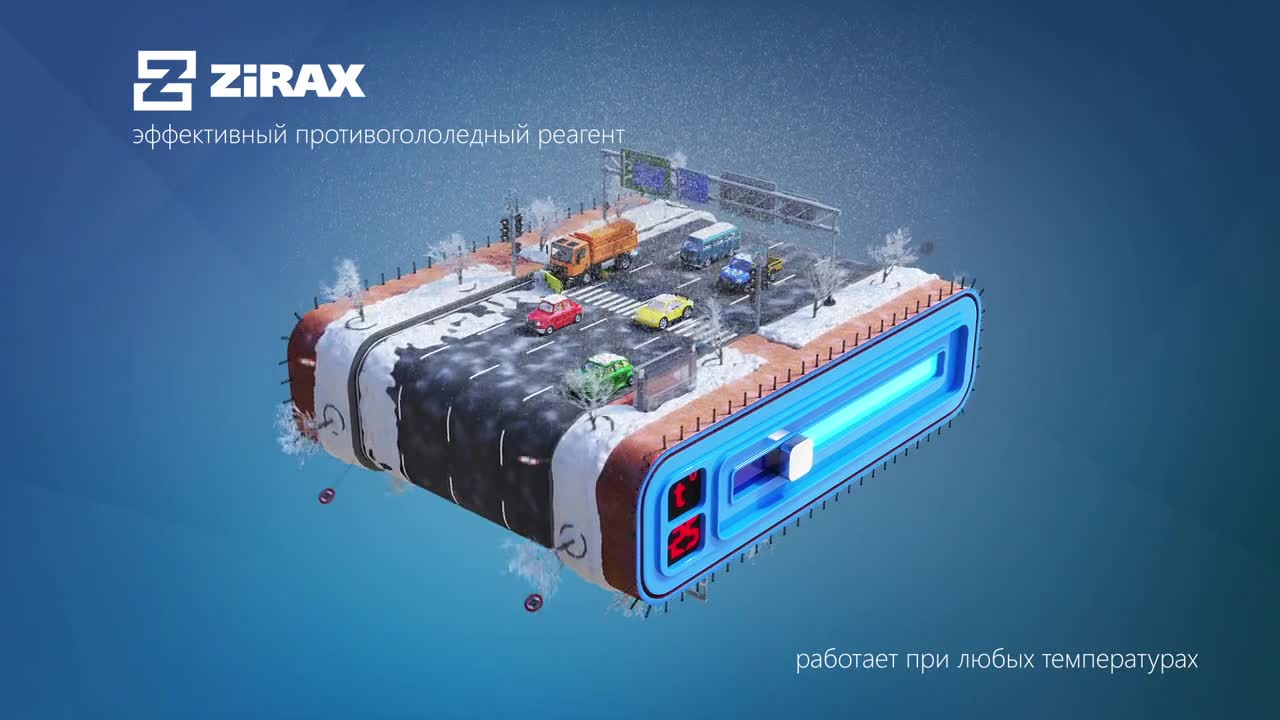 ZiRAX
эффективный противогололедный реагент
t°
-25
работает при любых температурах